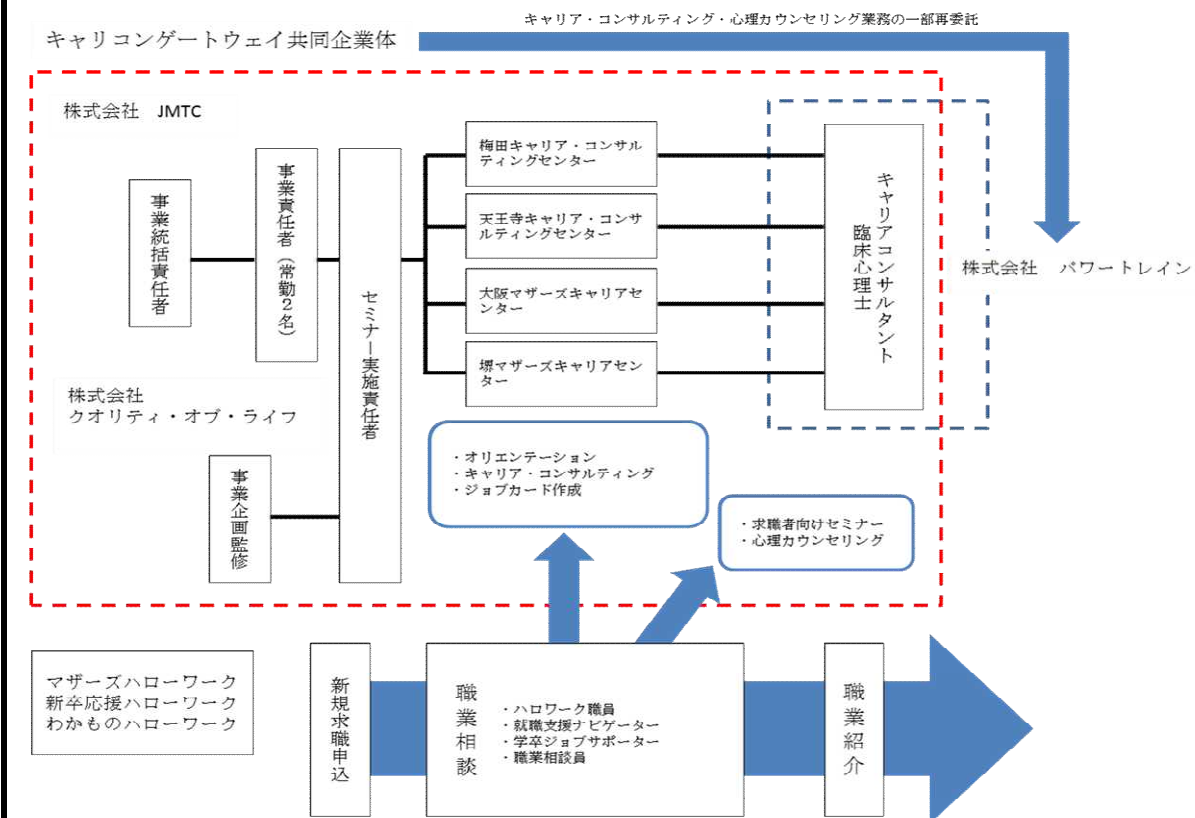 キャリア・コンサルティング・心理カウンセリング業務の一部再委託
キャリコンゲートウェイ共同企業体
株式会社 JMTC
事業統括責任者
事業責任者(常勤2名)
セミナー実施責任者
梅田キャリア・コンサル
ティングセンター
天王寺キャリア・コンサ
ルティングセンター
大阪マザーズキャリアセ
ンター
堺マザーズキャリアセン
ター
キャリアコンサルタント
臨床心理士
株式会社 パワートレイン
株式会社
クオリティ・オブ・ライフ
事業企画監修
・オリエンテーション
・キャリア・コンサルティング
・ジョブカード作成
・求職者向けセミナー
・心理カウンセリング
マザーズハローワーク
新卒応援ハローワーク
わかものハローワーク
新規求職申込
職業相談
・ハロワーク職員
・就職支援ナビゲーター
・学卒ジョブサポーター
・職業相談員
職業紹介